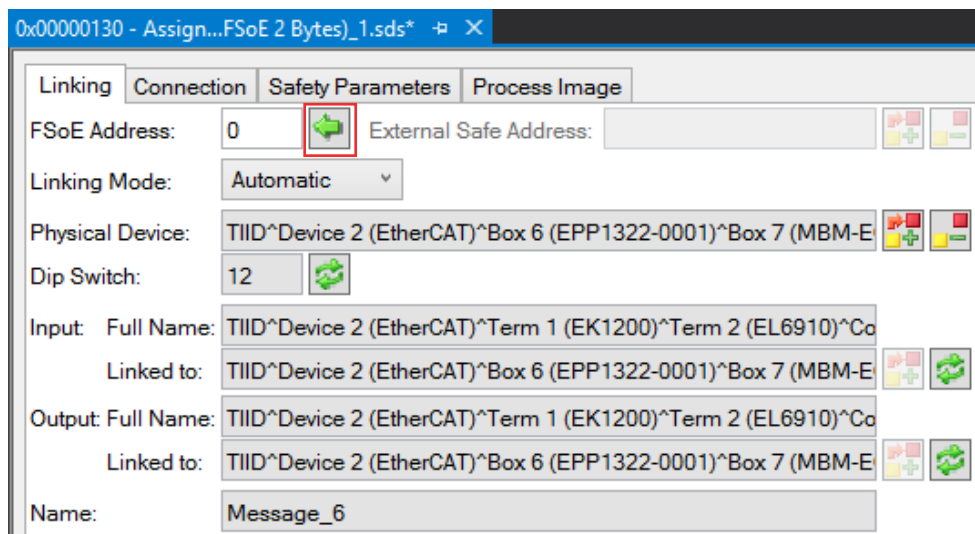 0x00000130 - Assign...FSoE 2 Bytes)_1.sds*
Linking Connection Safety Parameters Process Image
FSoE Address: 0 External Safe Address:
Linking Mode: Automatic
Physical Device: TIID^Device 2 (EtherCAT)^Box 6 (EPP1322-0001)^Box 7 (MBM-E
Dip Switch: 12
Input: Full Name: TIID^Device 2 (EtherCAT)^Term 1 (EK1200)^Term 2 (EL6910)^Co
Linked to: TIID^Device 2 (EtherCAT)^Box 6 (EPP1322-0001)^Box 7 (MBM-E
Output: Full Name: TIID^Device 2 (EtherCAT)^Term 1 (EK1200)^Term 2 (EL6910)^Co
Linked to: TIID^Device 2 (EtherCAT)^Box 6 (EPP1322-0001)^Box 7 (MBM-E
Name: Message_6